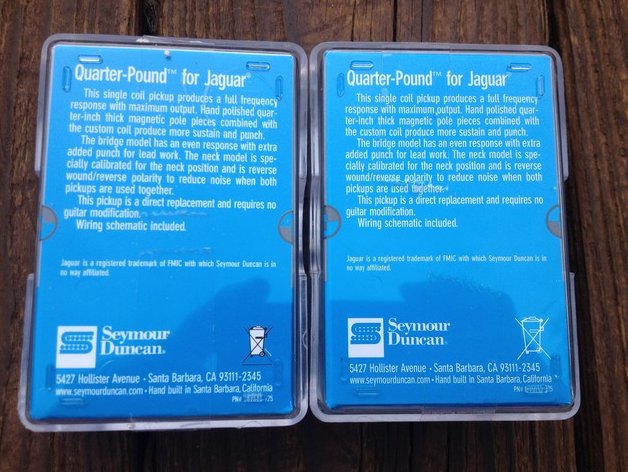 Quarter-Pound™ for Jaguar®
This single coil pickup produces a full frequency
response with maximum output. Hand polished quar-
ter-inch thick magnetic pole pieces combined with
the custom coil produce more sustain and punch.
The bridge model has an even response with extra
added punch for lead work. The neck model is spe-
cially calibrated for the neck position and is reverse
wound/reverse polarity to reduce noise when both
pickups are used together.
This pickup is a direct replacement and requires no
guitar modification.
Wiring schematic included.
Jaguar is a registered trademark of FMIC with which Seymour Duncan is in
no way affiliated.
Seymour
Duncan®
5427 Hollister Avenue • Santa Barbara, CA 93111-2345
www.seymourduncan.com • Hand built in Santa Barbara, California
PN#
Quarter-Pound™ for Jaguar®
This single coil pickup produces a full frequency
response with maximum output. Hand polished quar-
ter-inch thick magnetic pole pieces combined with
the custom coil produce more sustain and punch.
The bridge model has an even response with extra
added punch for lead work. The neck model is spe-
cially calibrated for the neck position and is reverse
wound/reverse polarity to reduce noise when both
pickups are used together.
This pickup is a direct replacement and requires no
guitar modification.
Wiring schematic included.
Jaguar is a registered trademark of FMIC with which Seymour Duncan is in
no way affiliated.
Seymour
Duncan®
5427 Hollister Avenue • Santa Barbara, CA 93111-2345
www.seymourduncan.com • Hand built in Santa Barbara, California
PN#